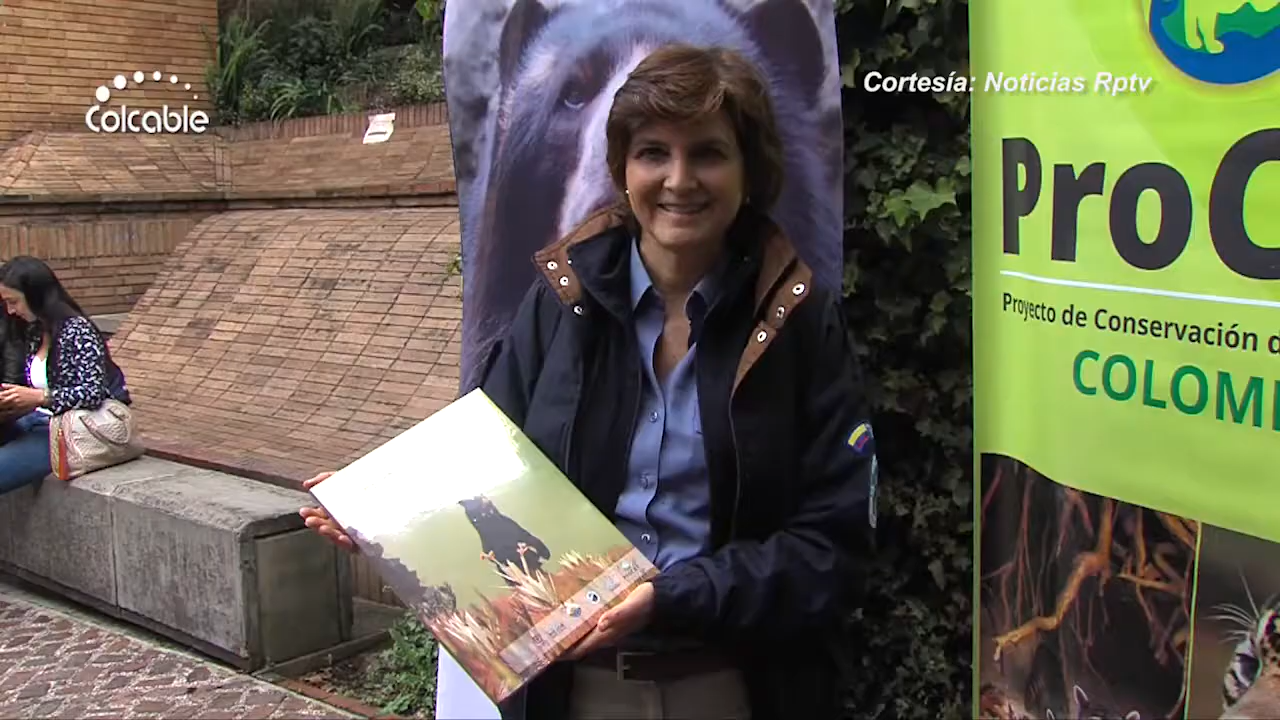 Colcable
Cortesía: Noticias Rptv
ProC
Proyecto de Conservación d
COLOM